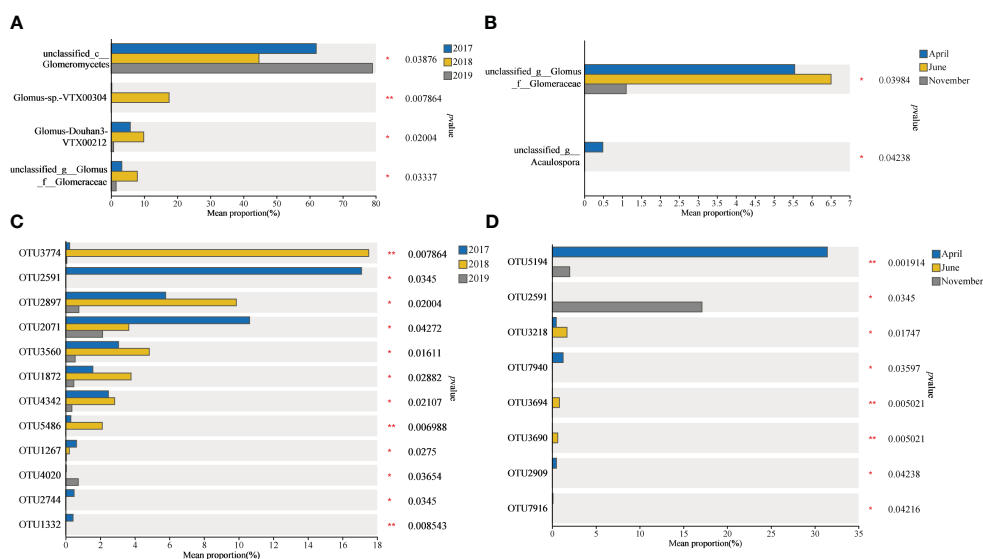 A
unclassified_c__
Glomeromycetes
Glomus-sp.-VTX00304
Glomus-Douhan3-
VTX00212
unclassified_g__Glomus
_f__Glomeraceae
* 0.03876
** 0.007864
* 0.02004
* 0.03337
pvalue
2017
2018
2019
0 10 20 30 40 50 60 70 80
Mean proportion(%)
B
unclassified_g__Glomus
_f__Glomeraceae
unclassified_g__
Acaulospora
* 0.03984
* 0.04238
pvalue
April
June
November
0 0.5 1 1.5 2 2.5 3 3.5 4 4.5 5 5.5 6 6.5 7
Mean proportion(%)
C
OTU3774 ** 0.007864
OTU2591 * 0.0345
OTU2897 * 0.02004
OTU2071 * 0.04272
OTU3560 * 0.01611
OTU1872 * 0.02882
OTU4342 * 0.02107
OTU5486 ** 0.006988
OTU1267 * 0.0275
OTU4020 * 0.03654
OTU2744 * 0.0345
OTU1332 ** 0.008543
pvalue
2017
2018
2019
0 2 4 6 8 10 12 14 16 18
Mean proportion(%)
D
OTU5194 ** 0.001914
OTU2591 * 0.0345
OTU3218 * 0.01747
OTU7940 * 0.03597
OTU3694 ** 0.005021
OTU3690 ** 0.005021
OTU2909 * 0.04238
OTU7916 * 0.04216
pvalue
April
June
November
0 5 10 15 20 25 30 35
Mean proportion(%)